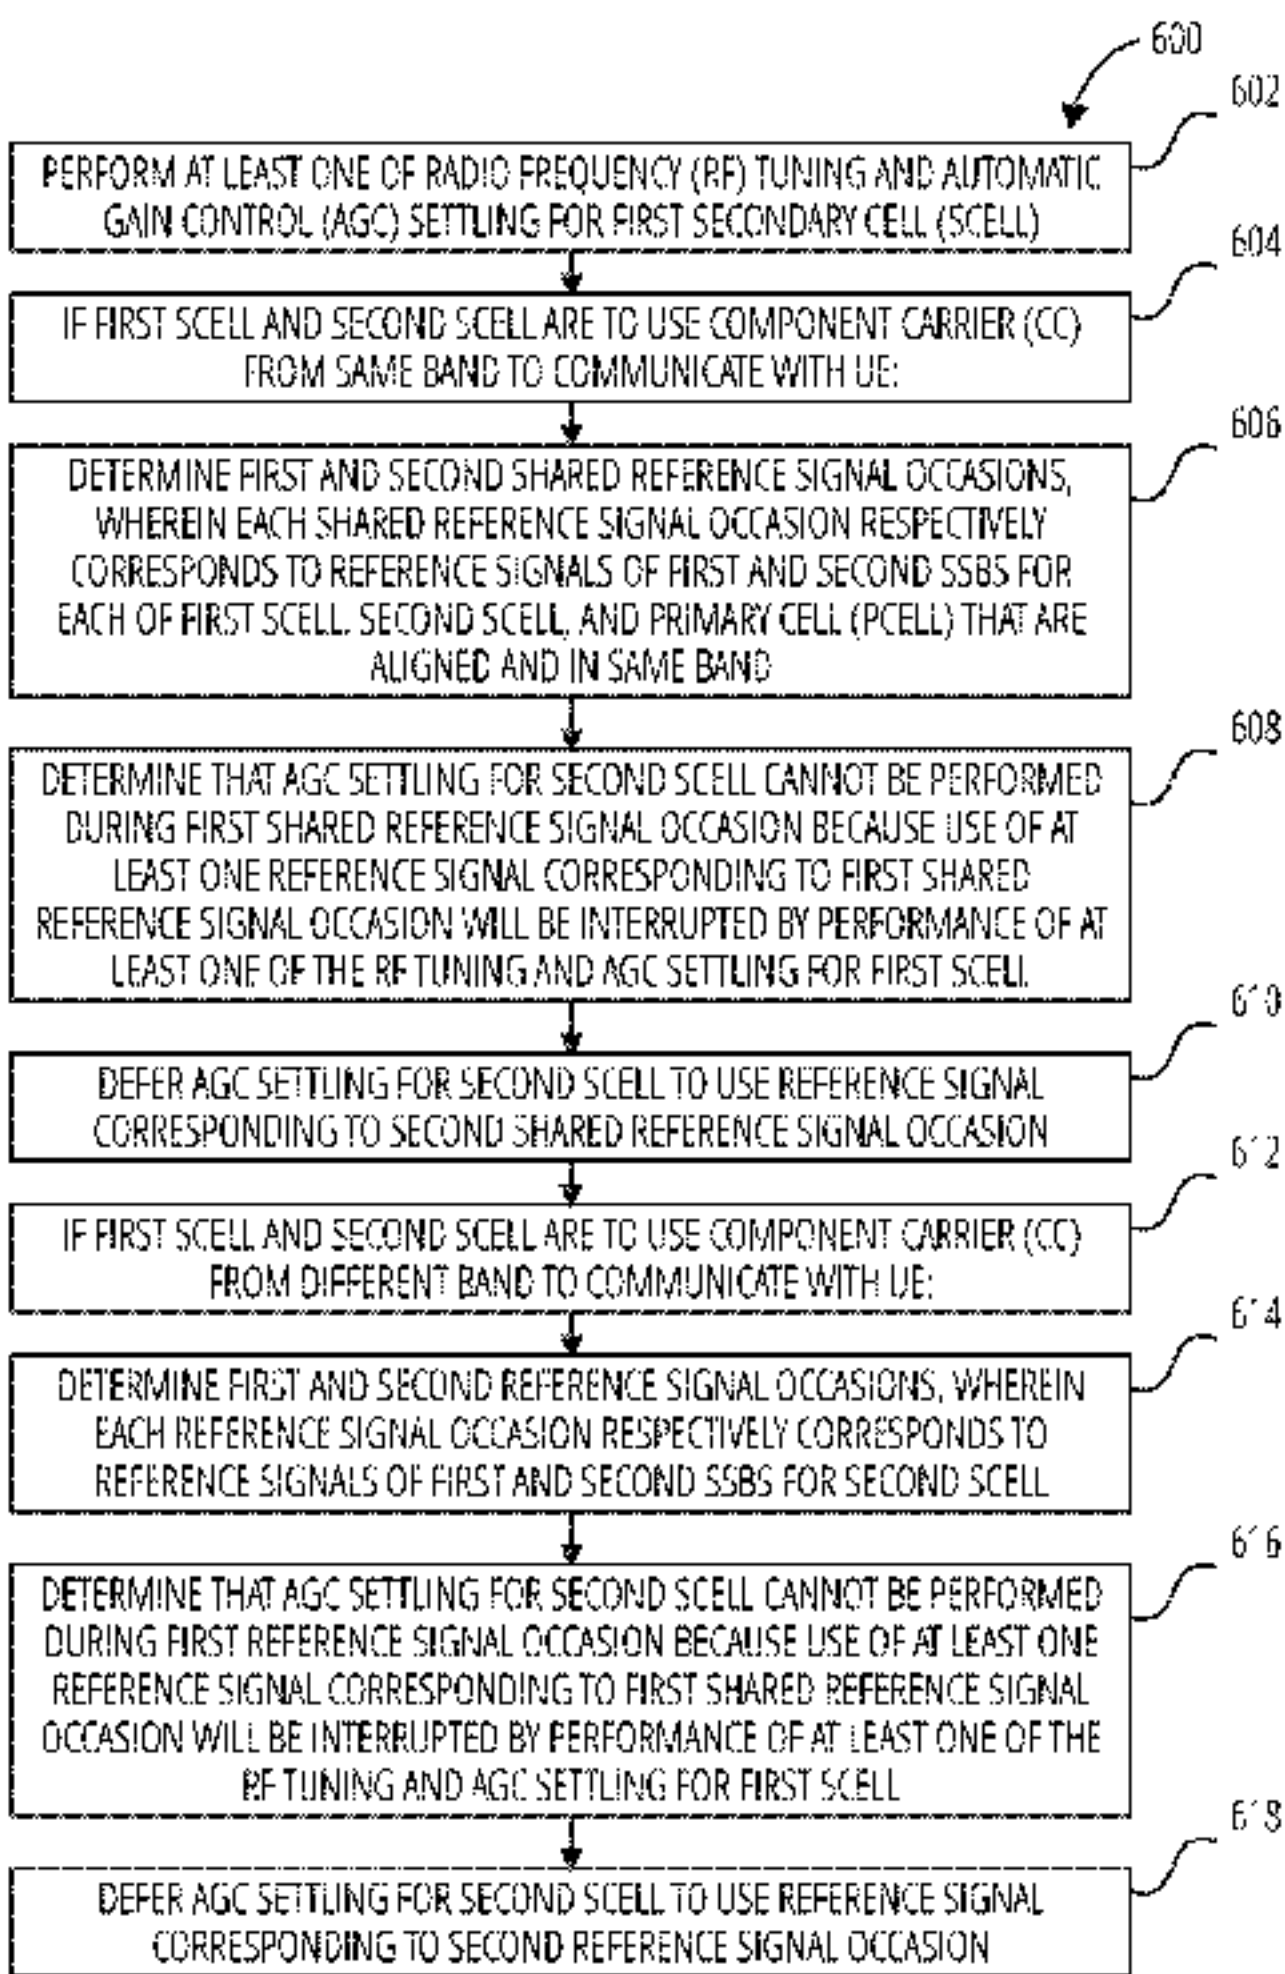 600
602
PERFORM AT LEAST ONE OF RADIO FREQUENCY (RF) TUNING AND AUTOMATIC
GAIN CONTROL (AGC) SETTLING FOR FIRST SECONDARY CELL (SCELL)
604
IF FIRST SCELL AND SECOND SCELL ARE TO USE COMPONENT CARRIER (CC)
FROM SAME BAND TO COMMUNICATE WITH UE:
606
DETERMINE FIRST AND SECOND SHARED REFERENCE SIGNAL OCCASIONS,
WHEREIN EACH SHARED REFERENCE SIGNAL OCCASION RESPECTIVELY
CORRESPONDS TO REFERENCE SIGNALS OF FIRST AND SECOND SSBS FOR
EACH OF FIRST SCELL, SECOND SCELL, AND PRIMARY CELL (PCELL) THAT ARE
ALIGNED AND IN SAME BAND
608
DETERMINE THAT AGC SETTLING FOR SECOND SCELL CANNOT BE PERFORMED
DURING FIRST SHARED REFERENCE SIGNAL OCCASION BECAUSE USE OF AT
LEAST ONE REFERENCE SIGNAL CORRESPONDING TO FIRST SHARED
REFERENCE SIGNAL OCCASION WILL BE INTERRUPTED BY PERFORMANCE OF AT
LEAST ONE OF THE RF TUNING AND AGC SETTLING FOR FIRST SCELL
610
DEFER AGC SETTLING FOR SECOND SCELL TO USE REFERENCE SIGNAL
CORRESPONDING TO SECOND SHARED REFERENCE SIGNAL OCCASION
612
IF FIRST SCELL AND SECOND SCELL ARE TO USE COMPONENT CARRIER (CC)
FROM DIFFERENT BAND TO COMMUNICATE WITH UE:
614
DETERMINE FIRST AND SECOND REFERENCE SIGNAL OCCASIONS, WHEREIN
EACH REFERENCE SIGNAL OCCASION RESPECTIVELY CORRESPONDS TO
REFERENCE SIGNALS OF FIRST AND SECOND SSBS FOR SECOND SCELL
616
DETERMINE THAT AGC SETTLING FOR SECOND SCELL CANNOT BE PERFORMED
DURING FIRST REFERENCE SIGNAL OCCASION BECAUSE USE OF AT LEAST ONE
REFERENCE SIGNAL CORRESPONDING TO FIRST SHARED REFERENCE SIGNAL
OCCASION WILL BE INTERRUPTED BY PERFORMANCE OF AT LEAST ONE OF THE
RF TUNING AND AGC SETTLING FOR FIRST SCELL
618
DEFER AGC SETTLING FOR SECOND SCELL TO USE REFERENCE SIGNAL
CORRESPONDING TO SECOND REFERENCE SIGNAL OCCASION